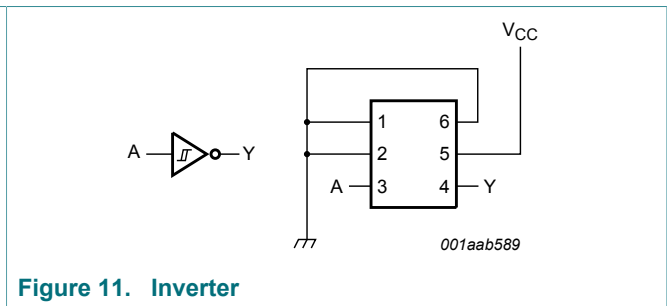 VCC
1 6
A Y 2 5
A 3 4 Y
001aab589
Figure 11. Inverter